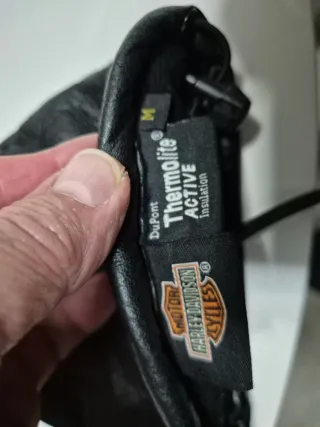 M
DuPont
Thermolite®
ACTIVE
Insulation
MOTOR
HARLEY-DAVIDSON
CYCLES
®